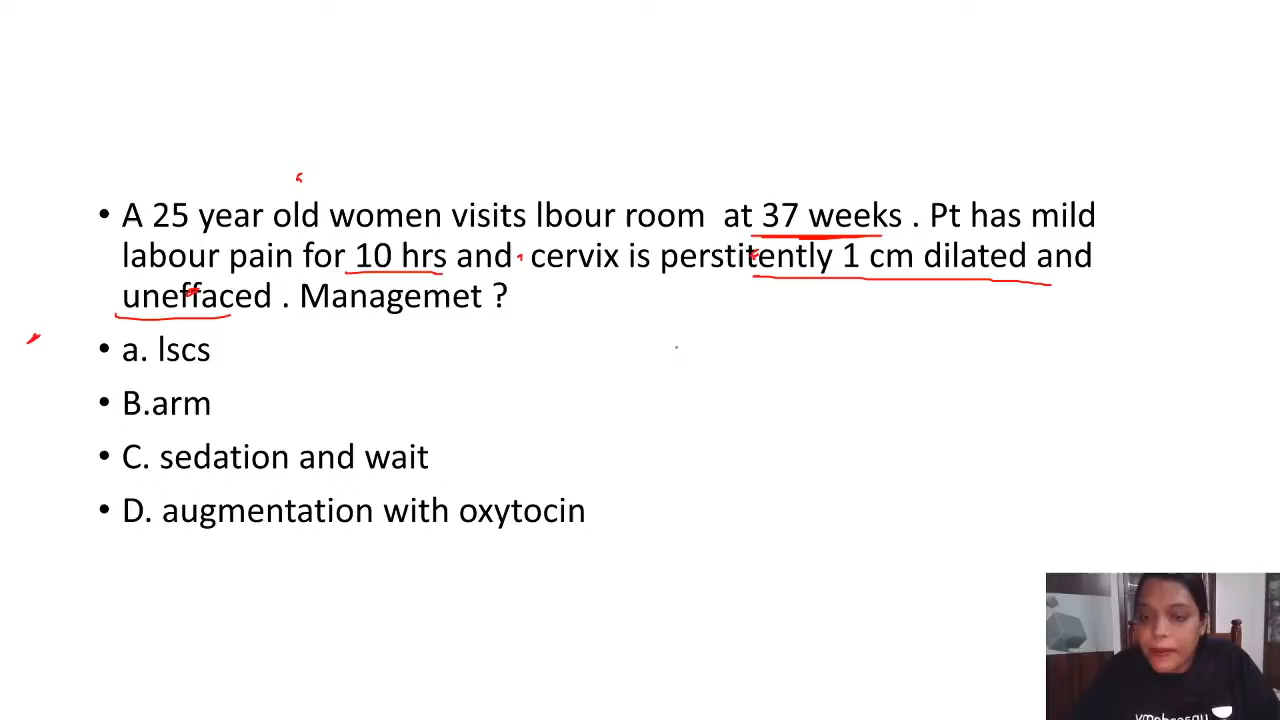 • A 25 year old women visits lbour room at 37 weeks . Pt has mild
labour pain for 10 hrs and cervix is perstitently 1 cm dilated and
uneffaced . Managemet ?
• a. lscs
• B.arm
• C. sedation and wait
• D. augmentation with oxytocin